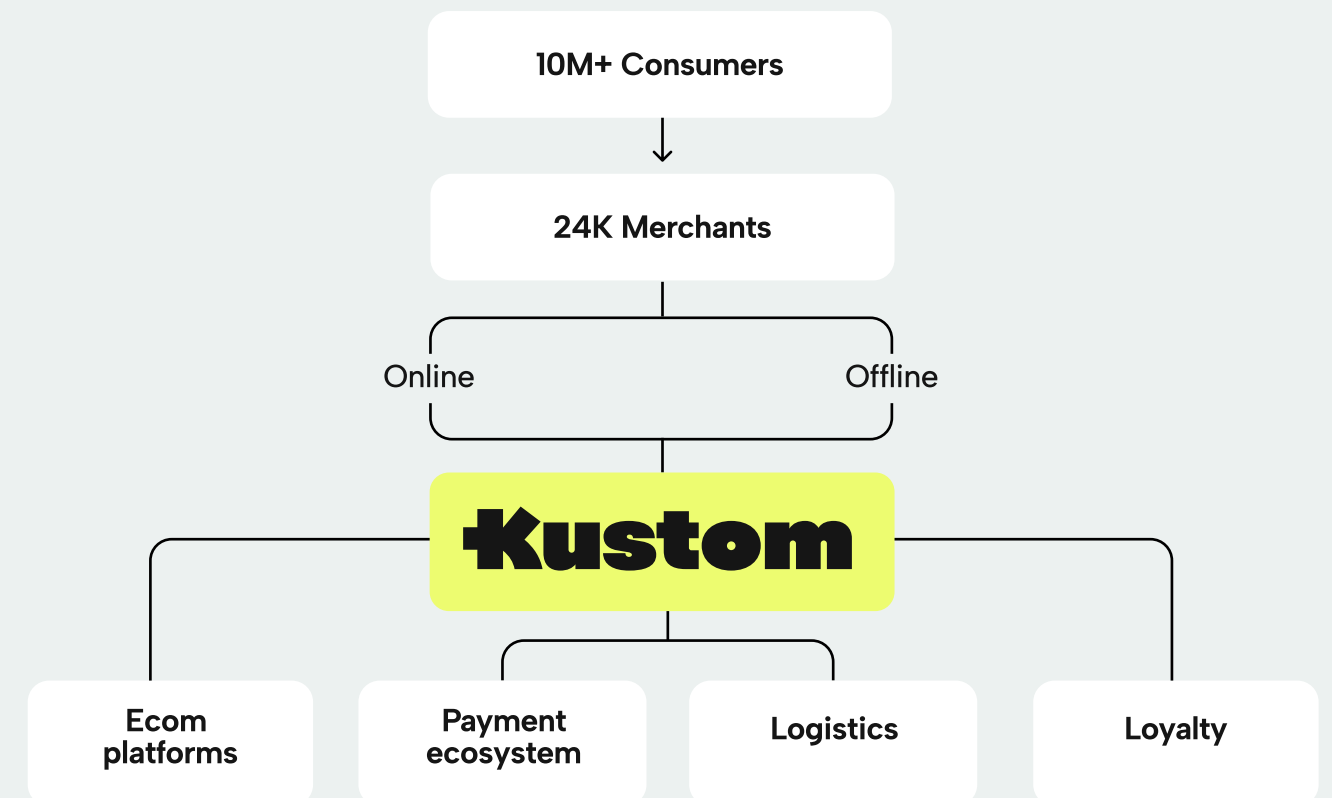 10M+ Consumers
24K Merchants
Online
Offline
Kustom
Ecom
platforms
Payment
ecosystem
Logistics
Loyalty